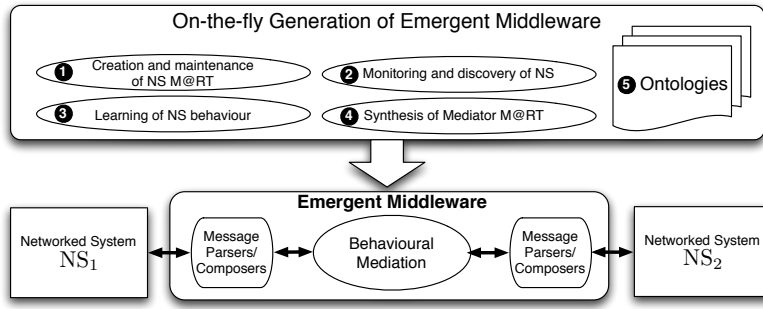 On-the-fly Generation of Emergent Middleware
1 Creation and maintenance
of NS M@RT
2 Monitoring and discovery of NS
3 Learning of NS behaviour
4 Synthesis of Mediator M@RT
5 Ontologies
Emergent Middleware
Networked System
NS1
Message
Parsers/
Composers
Behavioural
Mediation
Message
Parsers/
Composers
Networked System
NS2